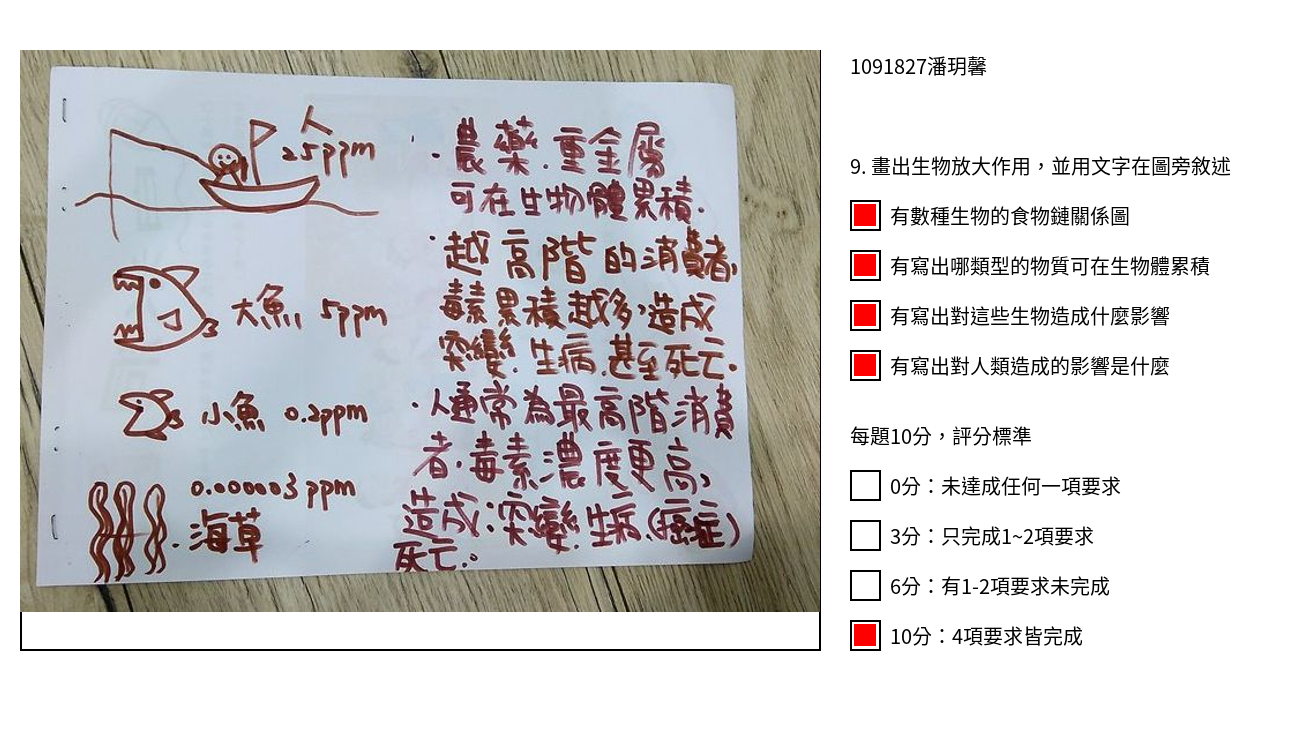 人
25ppm
大魚 5ppm
小魚 0.2ppm
0.000003ppm
海草
·農藥.重金屬
可在生物體累積.
·越高階的消費者,
毒素累積越多,造成
突變.生病.甚至死亡.
·人通常為最高階消費
者.毒素濃度更高,
造成:突變.生病.(癌症)
死亡.
1091827潘玥馨
9. 畫出生物放大作用，並用文字在圖旁敘述
有數種生物的食物鏈關係圖
有寫出哪類型的物質可在生物體累積
有寫出對這些生物造成什麼影響
有寫出對人類造成的影響是什麼
每題10分，評分標準
0分：未達成任何一項要求
3分：只完成1~2項要求
6分：有1-2項要求未完成
10分：4項要求皆完成